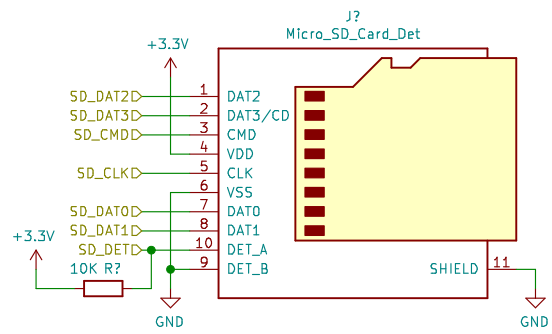 J?
Micro_SD_Card_Det
+3.3V
SD_DAT2 1 DAT2
SD_DAT3 2 DAT3/CD
SD_CMD 3 CMD
4 VDD
SD_CLK 5 CLK
6 VSS
SD_DAT0 7 DAT0
SD_DAT1 8 DAT1
+3.3V
SD_DET 10 DET_A
10K R? 9 DET_B
SHIELD 11
GND
GND